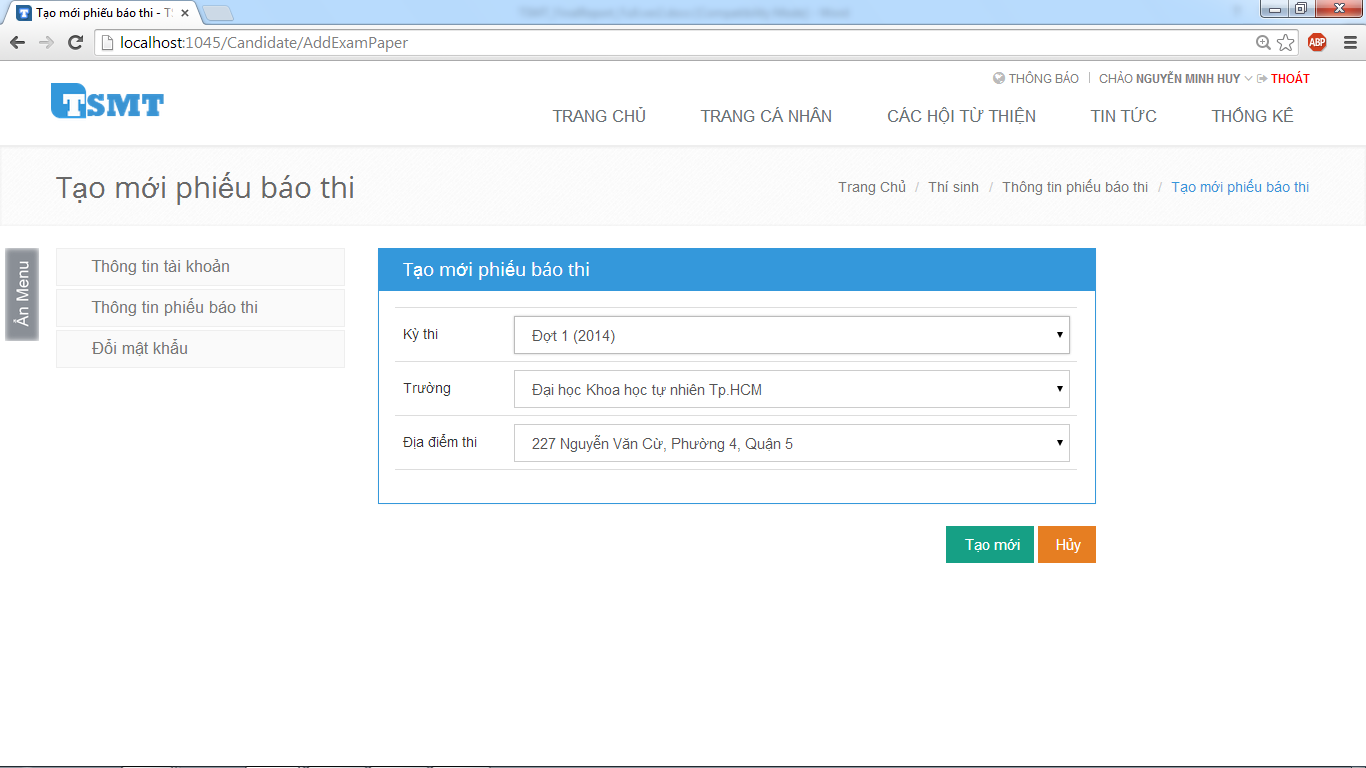 Tạo mới phiếu báo thi - TS
localhost:1045/Candidate/AddExamPaper
ABP
THÔNG BÁO CHÀO NGUYỄN MINH HUY THOÁT
TSMT
TRANG CHỦ TRANG CÁ NHÂN CÁC HỘI TỪ THIỆN TIN TỨC THỐNG KÊ
Tạo mới phiếu báo thi
Trang Chủ / Thí sinh / Thông tin phiếu báo thi / Tạo mới phiếu báo thi
Ẩn Menu
Thông tin tài khoản
Thông tin phiếu báo thi
Đổi mật khẩu
Tạo mới phiếu báo thi
Kỳ thi Đợt 1 (2014)
Trường Đại học Khoa học tự nhiên Tp.HCM
Địa điểm thi 227 Nguyễn Văn Cừ, Phường 4, Quận 5
Tạo mới Hủy